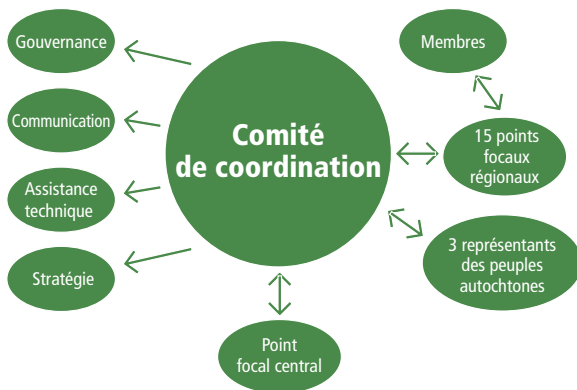 Gouvernance
Communication
Assistance
technique
Stratégie
Comité
de coordination
Membres
15 points
focaux
régionaux
3 représentants
des peuples
autochtones
Point
focal central